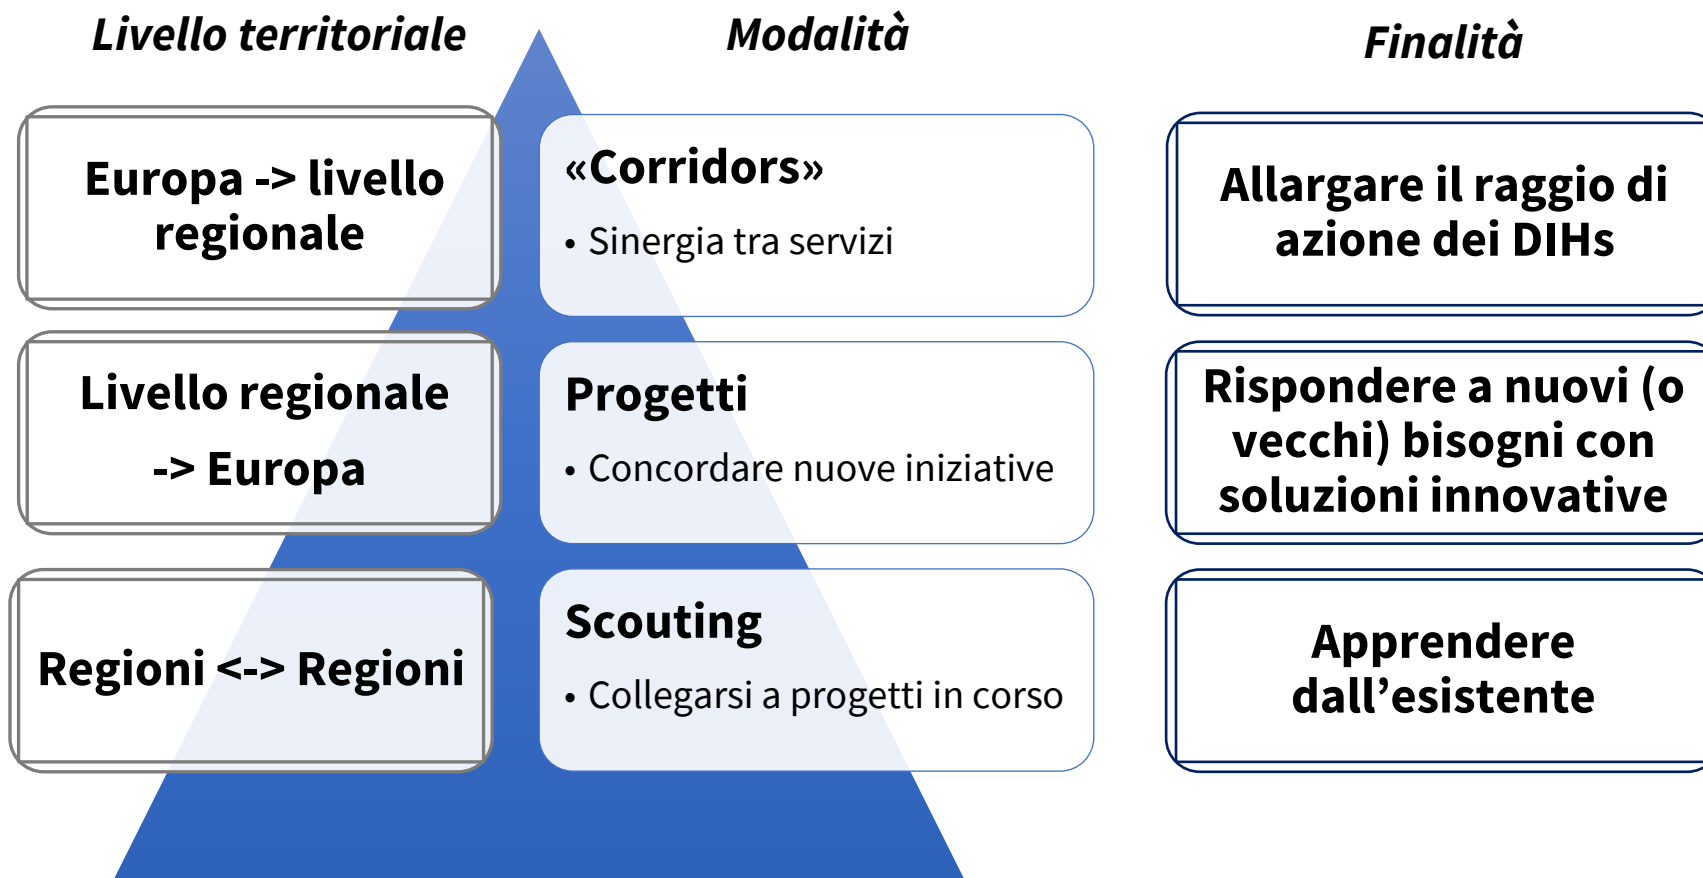 Livello territoriale
Modalità
Finalità
Europa -> livello
regionale
«Corridors»
• Sinergia tra servizi
Allargare il raggio di
azione dei DIHs
Livello regionale
-> Europa
Progetti
• Concordare nuove iniziative
Rispondere a nuovi (o
vecchi) bisogni con
soluzioni innovative
Regioni <-> Regioni
Scouting
• Collegarsi a progetti in corso
Apprendere
dall’esistente